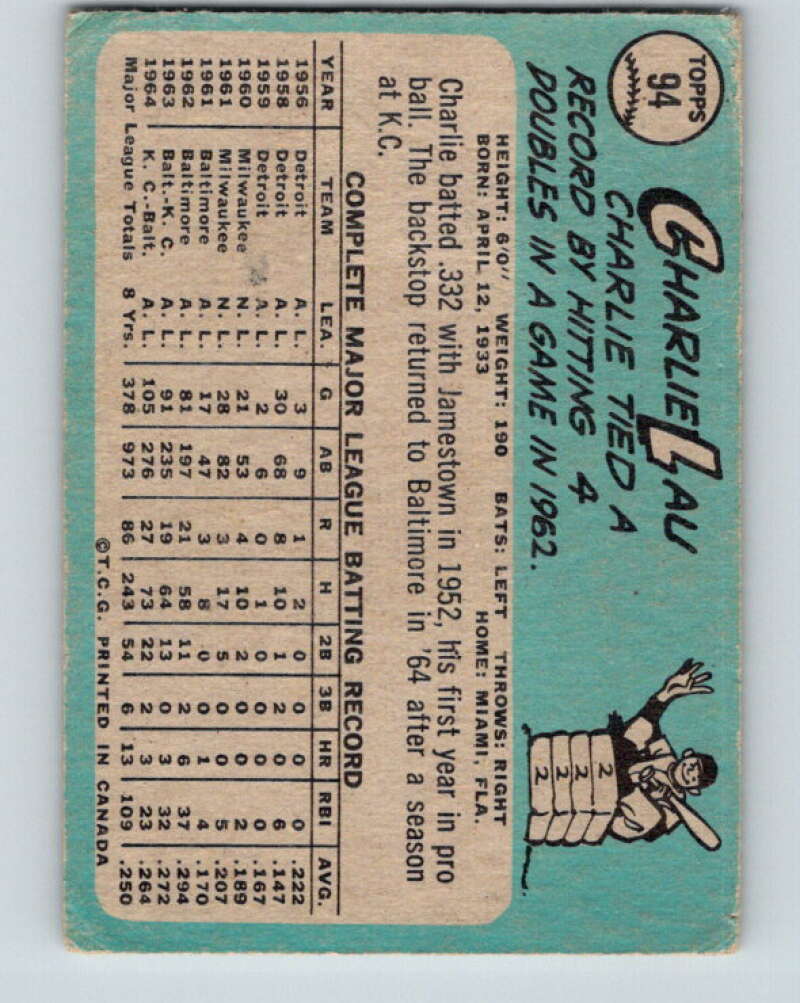 TOPPS
94
CHARLIE LAU
CHARLIE TIED A
RECORD BY HITTING 4
DOUBLES IN A GAME IN 1962.
2
2
2
2
HEIGHT: 6'0" WEIGHT: 190 BATS: LEFT THROWS: RIGHT
BORN: APRIL 12, 1933 HOME: MIAMI, FLA.
Charlie batted .332 with Jamestown in 1952, his first year in pro
ball. The backstop returned to Baltimore in '64 after a season
at K.C.
COMPLETE MAJOR LEAGUE BATTING RECORD
YEAR TEAM LEA. G AB R H 2B 3B HR RBI AVG.
1956 Detroit A. L. 3 9 1 2 0 0 0 0 .222
1958 Detroit A. L. 30 68 8 10 1 2 0 6 .147
1959 Detroit A. L. 2 6 0 1 0 0 0 0 .167
1960 Milwaukee N. L. 21 53 4 10 2 0 0 2 .189
1961 Milwaukee N. L. 28 82 3 17 5 0 0 5 .207
1961 Baltimore A. L. 17 47 3 8 0 0 1 4 .170
1962 Baltimore A. L. 81 197 21 58 11 2 6 37 .294
1963 Balt.-K. C. A. L. 91 235 19 64 13 0 3 32 .272
1964 K. C.-Balt. A. L. 105 276 27 73 22 2 3 23 .264
Major League Totals 8 Yrs. 378 973 86 243 54 6 13 109 .250
©T.C.G. PRINTED IN CANADA